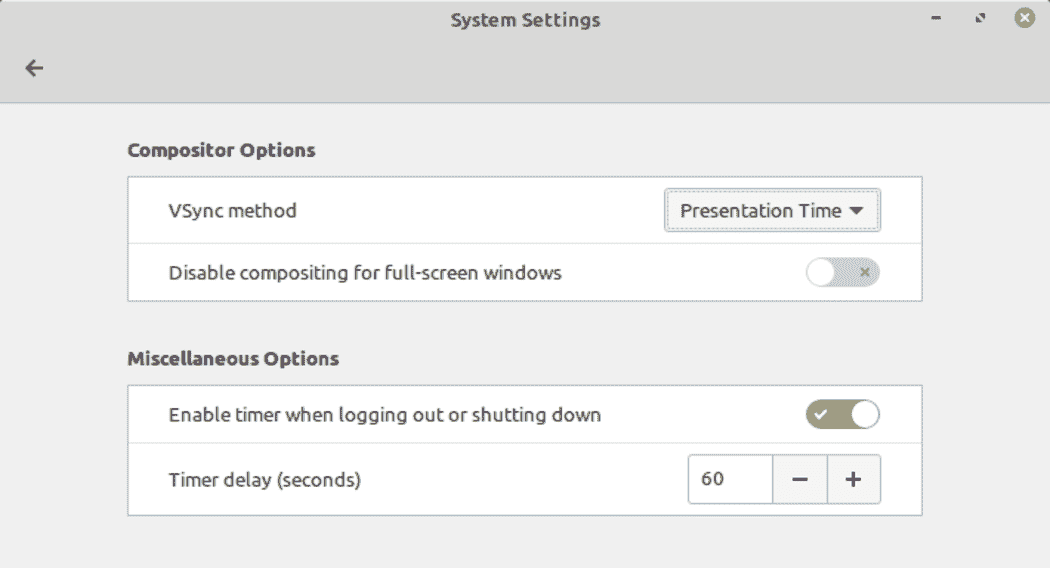 System Settings
Compositor Options
VSync method
Presentation Time
Disable compositing for full-screen windows
Miscellaneous Options
Enable timer when logging out or shutting down
Timer delay (seconds)
60